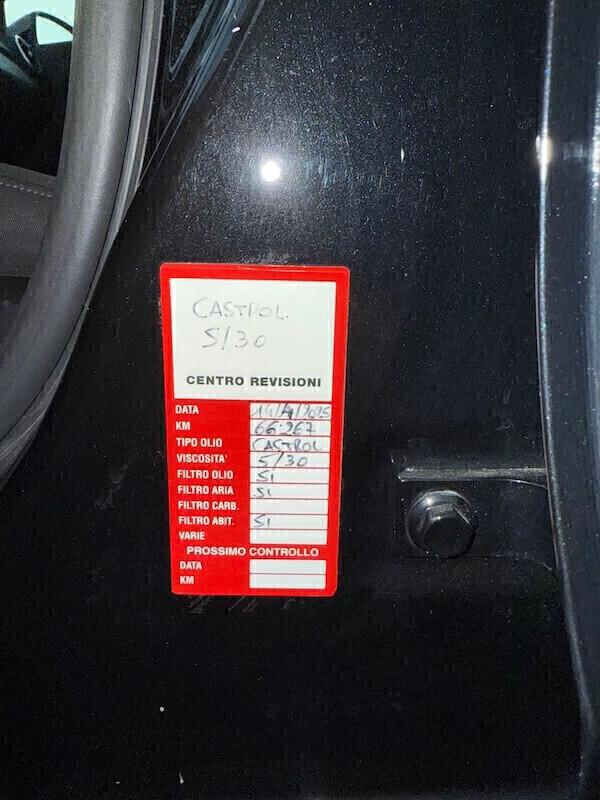 CASTROL.
5/30
CENTRO REVISIONI
DATA 14/4/2025
KM 66.267
TIPO OLIO CASTROL
VISCOSITA' 5/30
FILTRO OLIO SI
FILTRO ARIA SI
FILTRO CARB.
FILTRO ABIT. SI
VARIE
PROSSIMO CONTROLLO
DATA
KM